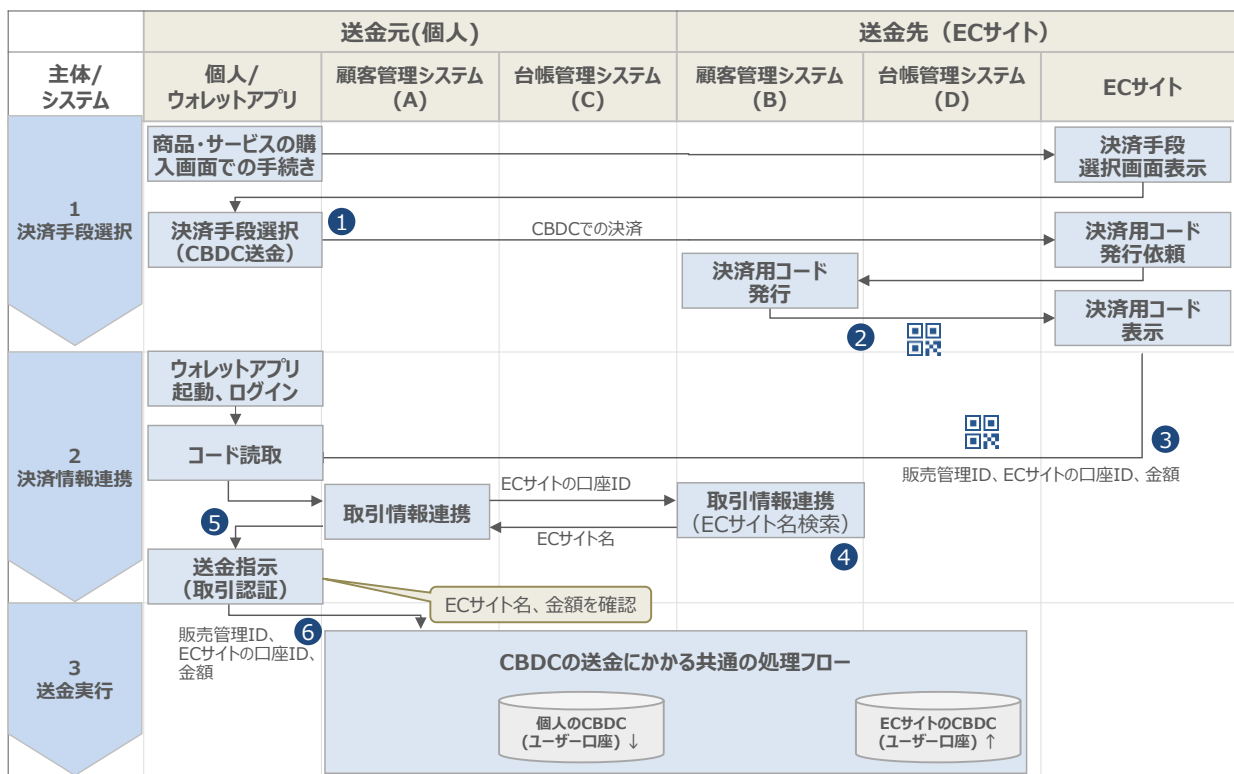 送金元(個人)
送金先（ECサイト）
主体/
システム
個人/
ウォレットアプリ
顧客管理システム
(A)
台帳管理システム
(C)
顧客管理システム
(B)
台帳管理システム
(D)
ECサイト
1
決済手段選択
商品・サービスの購
入画面での手続き
決済手段
選択画面表示
決済手段選択
（CBDC送金）
1
CBDCでの決済
決済用コード
発行依頼
決済用コード
発行
2
決済用コード
表示
2
決済情報連携
ウォレットアプリ
起動、ログイン
コード読取
3
販売管理ID、ECサイトの口座ID、金額
取引情報連携
ECサイトの口座ID
ECサイト名
取引情報連携
（ECサイト名検索）
4
5
送金指示
（取引認証）
ECサイト名、金額を確認
3
送金実行
6
販売管理ID、
ECサイトの口座ID、
金額
CBDCの送金にかかる共通の処理フロー
個人のCBDC
(ユーザー口座) ↓
ECサイトのCBDC
(ユーザー口座) ↑